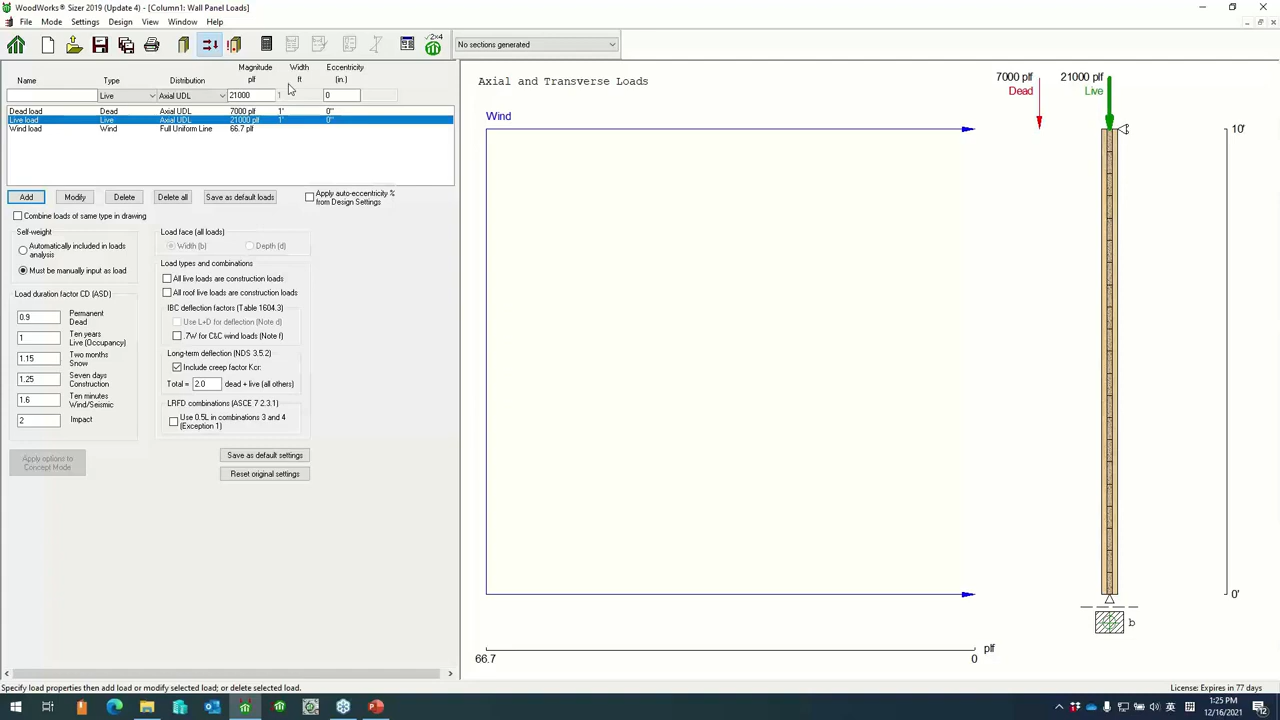 WoodWorks® Sizer 2019 (Update 4) - [Column1: Wall Panel Loads]
File Mode Settings Design View Window Help
2×4
No sections generated
Magnitude Width Eccentricity
Name Type Distribution plf ft (in.)
Live Axial UDL 21000 1 0
Dead load Dead Axial UDL 7000 plf 1' 0"
Live load Live Axial UDL 21000 plf 1' 0"
Wind load Wind Full Uniform Line 66.7 plf
Add Modify Delete Delete all Save as default loads
Apply auto-eccentricity %
from Design Settings
Combine loads of same type in drawing
Self-weight
Automatically included in loads
analysis
Must be manually input as load
Load duration factor CD (ASD)
0.9 Permanent
Dead
1 Ten years
Live (Occupancy)
1.15 Two months
Snow
1.25 Seven days
Construction
1.6 Ten minutes
Wind/Seismic
2 Impact
Apply options to
Concept Mode
Load face (all loads)
Width (b) Depth (d)
Load types and combinations
All live loads are construction loads
All roof live loads are construction loads
IBC deflection factors (Table 1604.3)
Use L+D for deflection (Note d)
.7W for C&C wind loads (Note f)
Long-term deflection (NDS 3.5.2)
Include creep factor Kcr:
Total = 2.0 dead + live (all others)
LRFD combinations (ASCE 7 2.3.1)
Use 0.5L in combinations 3 and 4
(Exception 1)
Save as default settings
Reset original settings
Axial and Transverse Loads
7000 plf 21000 plf
Dead Live
Wind
10'
0'
b
plf
66.7 0
Specify load properties then add load or modify selected load; or delete selected load.
License: Expires in 77 days
1:25 PM
12/16/2021
12